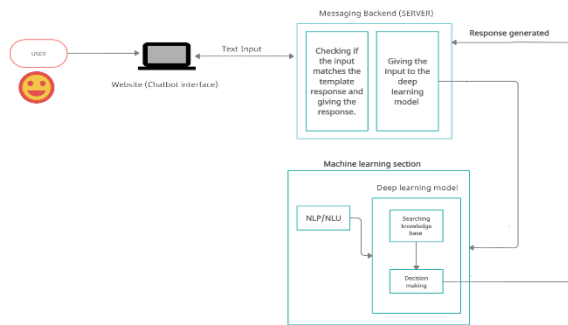 Messaging Backend (SERVER)
Response generated
USER
Text Input
Website (Chatbot interface)
Checking if
the input
matches the
template
response and
giving the
response.
Giving the
input to the
deep
learning
model
Machine learning section
Deep learning model
NLP/NLU
Searching
knowledge
base
Decision
making